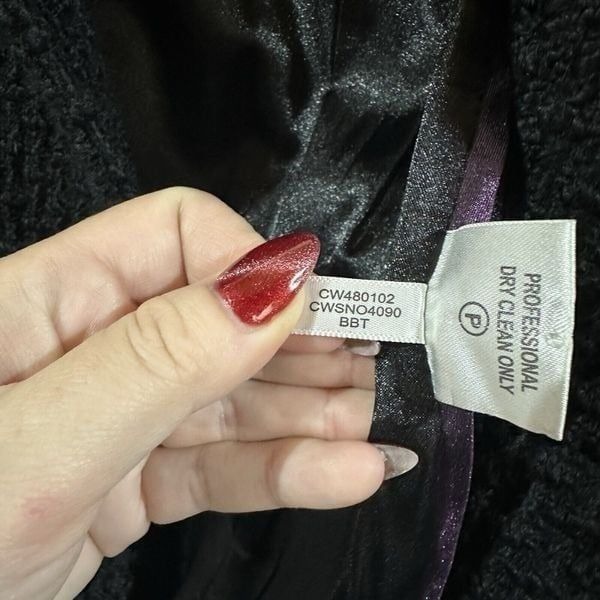 CW480102
CWSNO4090
BBT
PROFESSIONAL
DRY CLEAN ONLY
P